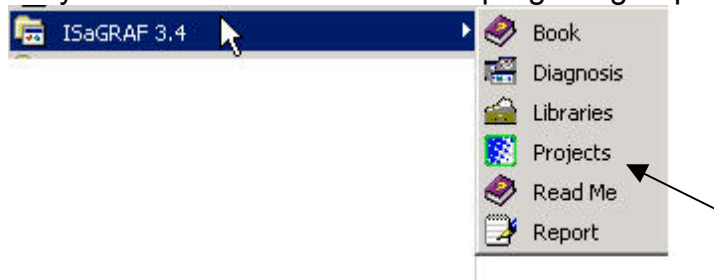 ISaGRAF 3.4
Book
Diagnosis
Libraries
Projects
Read Me
Report